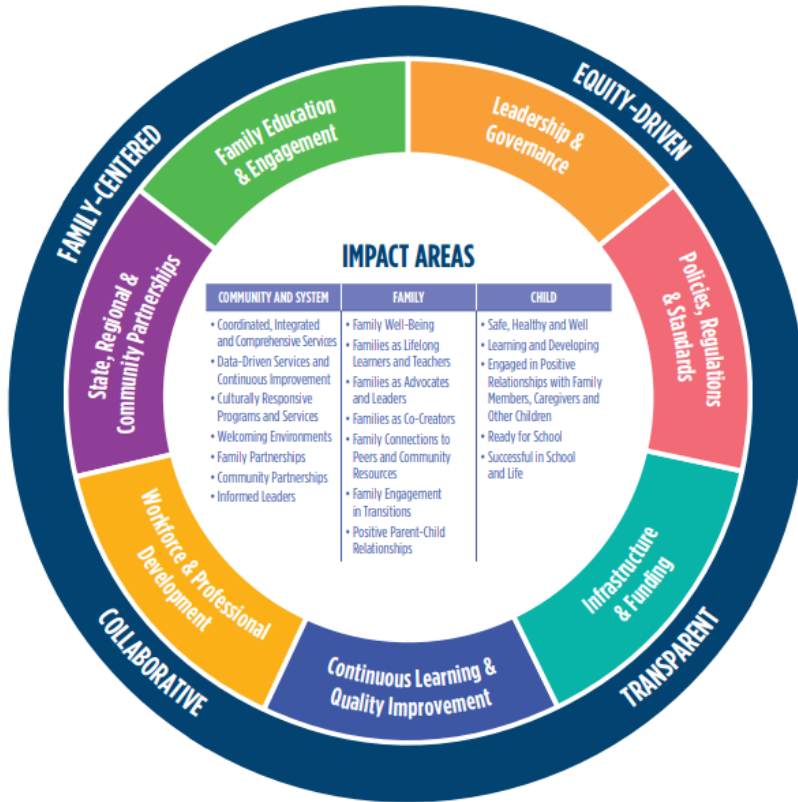 FAMILY-CENTERED
EQUITY-DRIVEN
TRANSPARENT
COLLABORATIVE
Family Education
& Engagement
Leadership &
Governance
Policies, Regulations
& Standards
Infrastructure
& Funding
Continuous Learning &
Quality Improvement
Workforce & Professional
Development
State, Regional &
Community Partnerships
IMPACT AREAS
COMMUNITY AND SYSTEM
• Coordinated, Integrated
and Comprehensive Services
• Data-Driven Services and
Continuous Improvement
• Culturally Responsive
Programs and Services
• Welcoming Environments
• Family Partnerships
• Community Partnerships
• Informed Leaders
FAMILY
• Family Well-Being
• Families as Lifelong
Learners and Teachers
• Families as Advocates
and Leaders
• Families as Co-Creators
• Family Connections to
Peers and Community
Resources
• Family Engagement
in Transitions
• Positive Parent-Child
Relationships
CHILD
• Safe, Healthy and Well
• Learning and Developing
• Engaged in Positive
Relationships with Family
Members, Caregivers and
Other Children
• Ready for School
• Successful in School
and Life